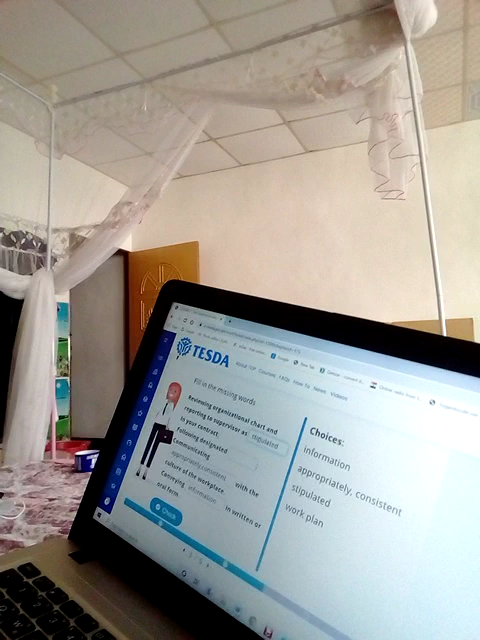 TESDA
About TOP Courses FAQs How To News Videos
Fill in the missing words
Reviewing organizational chart and
reporting to supervisor as stipulated
in your contract.
Following designated
Communicating
appropriately,consistent with the
culture of the workplace.
Conveying information in written or
oral form.
Check
Choices:
information
appropriately, consistent
stipulated
work plan